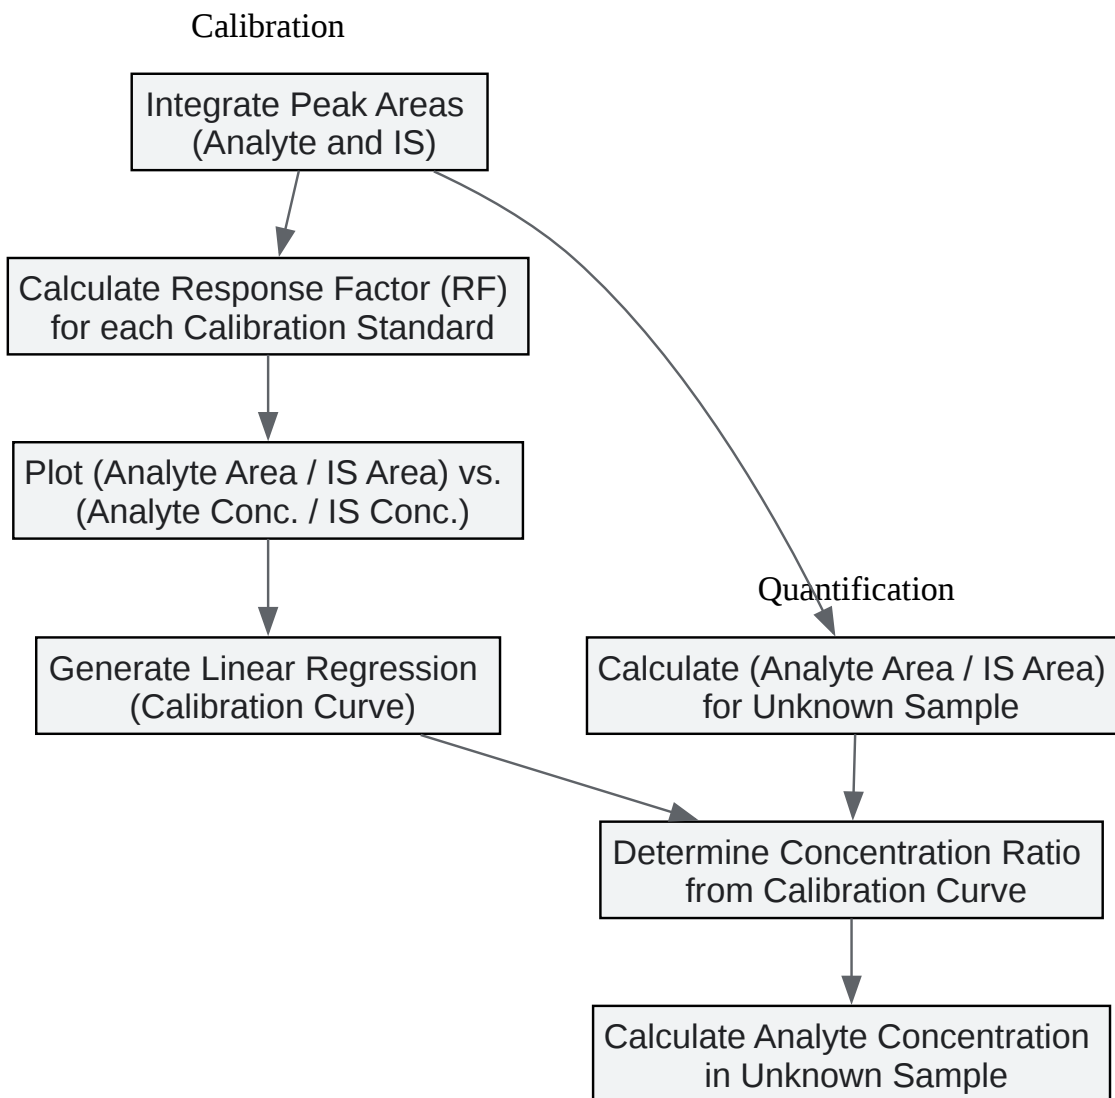 Calibration
Integrate Peak Areas
(Analyte and IS)
Calculate Response Factor (RF)
for each Calibration Standard
Plot (Analyte Area / IS Area) vs.
(Analyte Conc. / IS Conc.)
Generate Linear Regression
(Calibration Curve)
Quantification
Calculate (Analyte Area / IS Area)
for Unknown Sample
Determine Concentration Ratio
from Calibration Curve
Calculate Analyte Concentration
in Unknown Sample